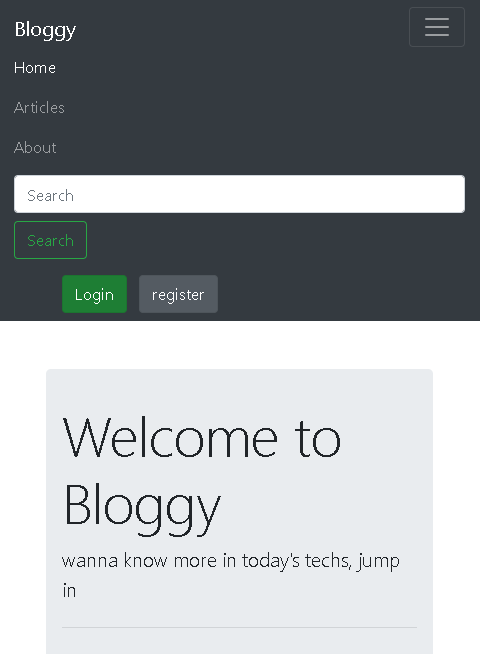 Bloggy
Home
Articles
About
Search
Search
Login register
Welcome to
Bloggy
wanna know more in today's techs, jump
in